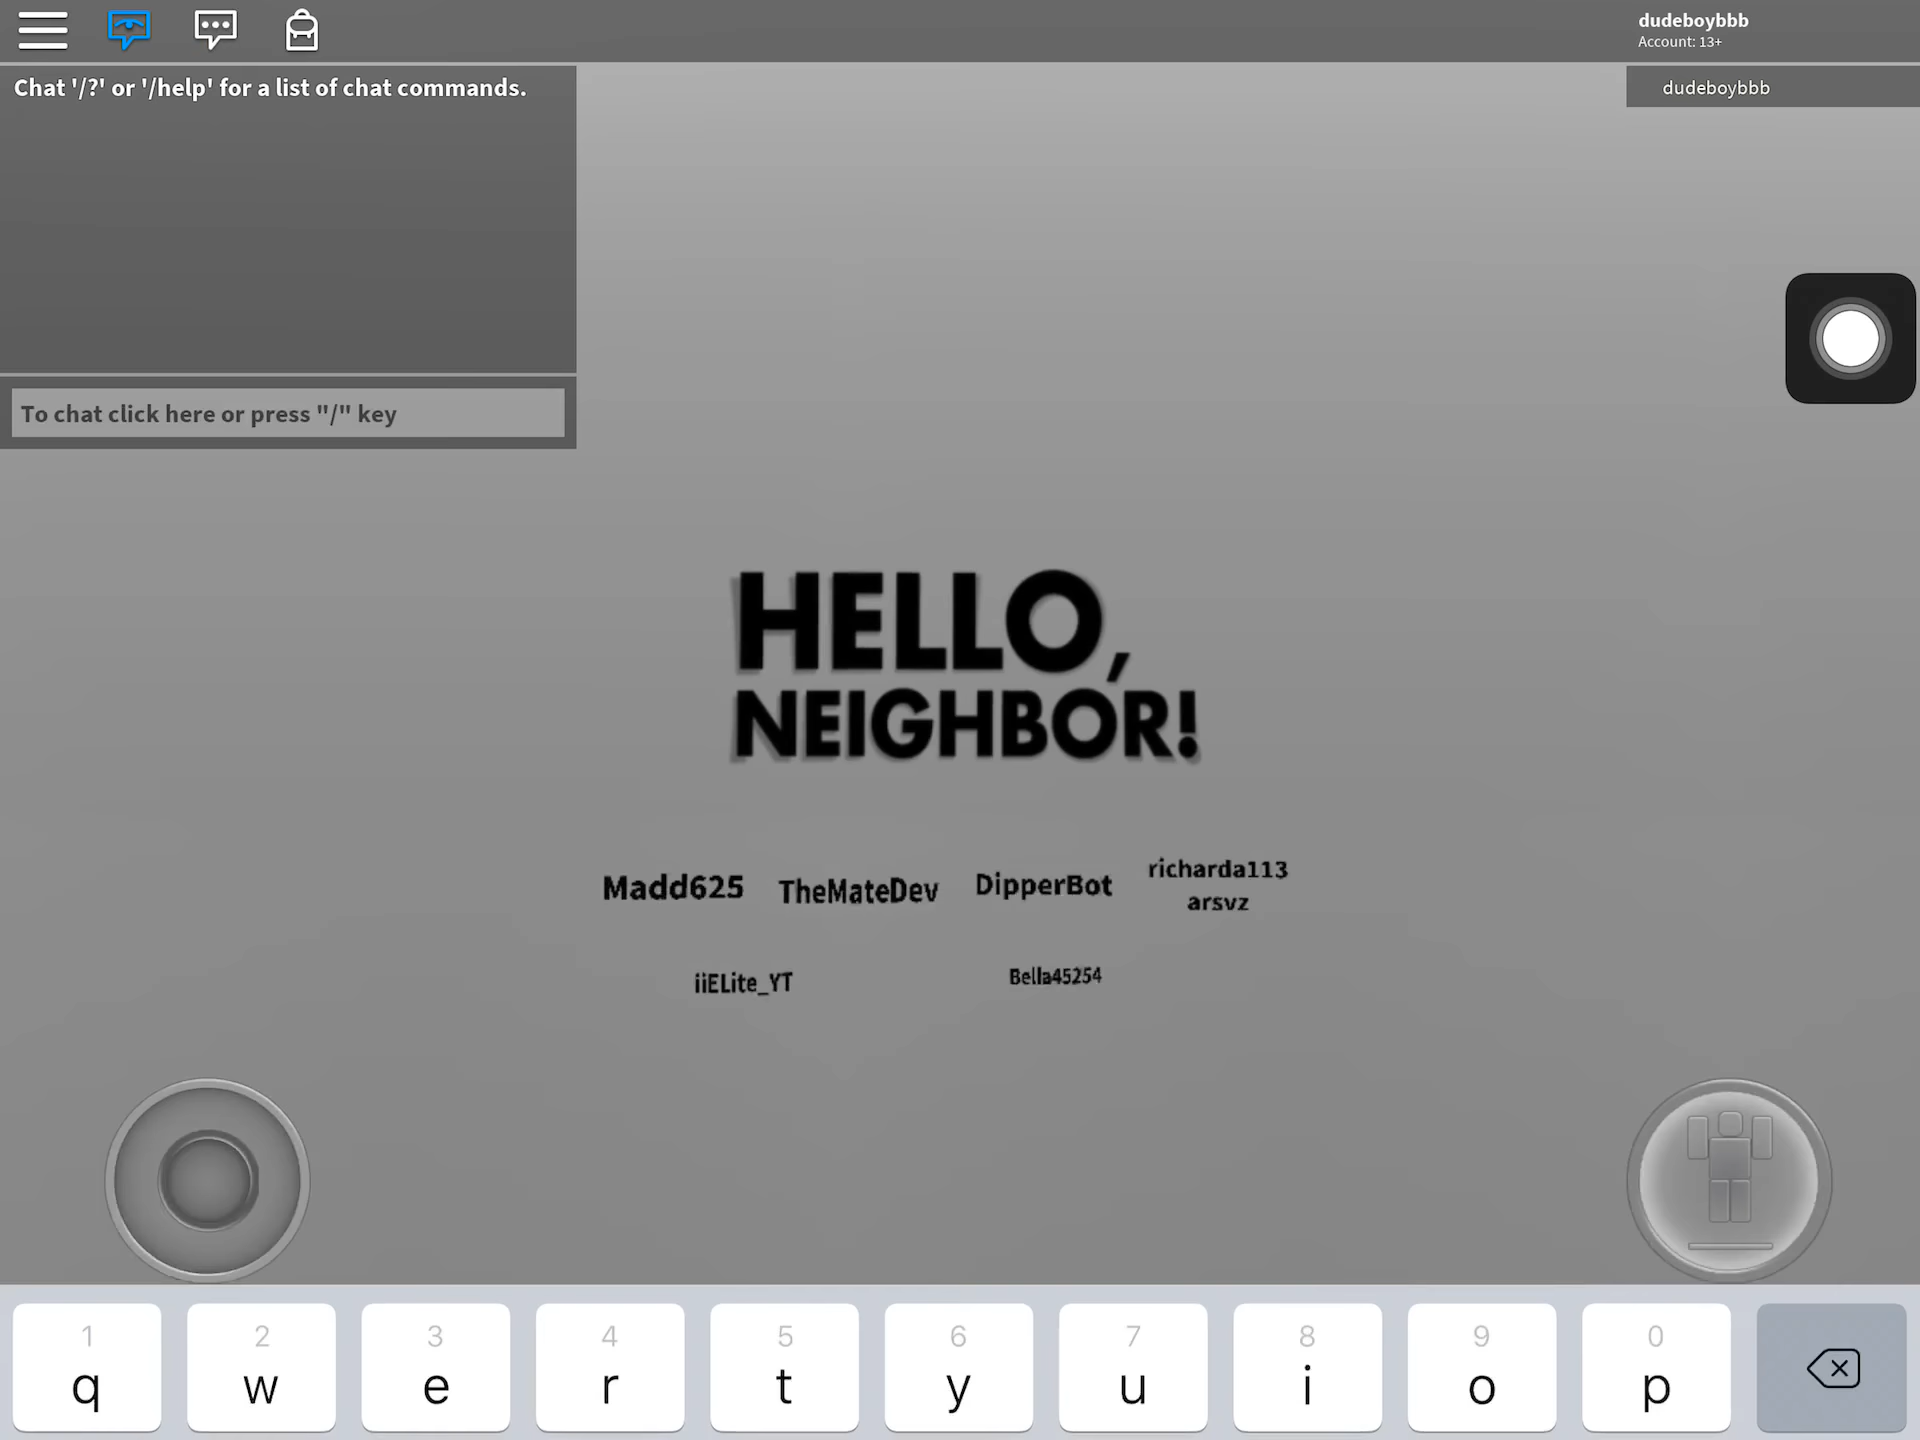 dudeboybbb
Account: 13+
Chat '/?' or '/help' for a list of chat commands.
dudeboybbb
To chat click here or press "/" key
HELLO,
NEIGHBOR!
Madd625 TheMateDev DipperBot richarda113
arsvz
iiELite_YT Bella45254
1 2 3 4 5 6 7 8 9 0
q w e r t y u i o p